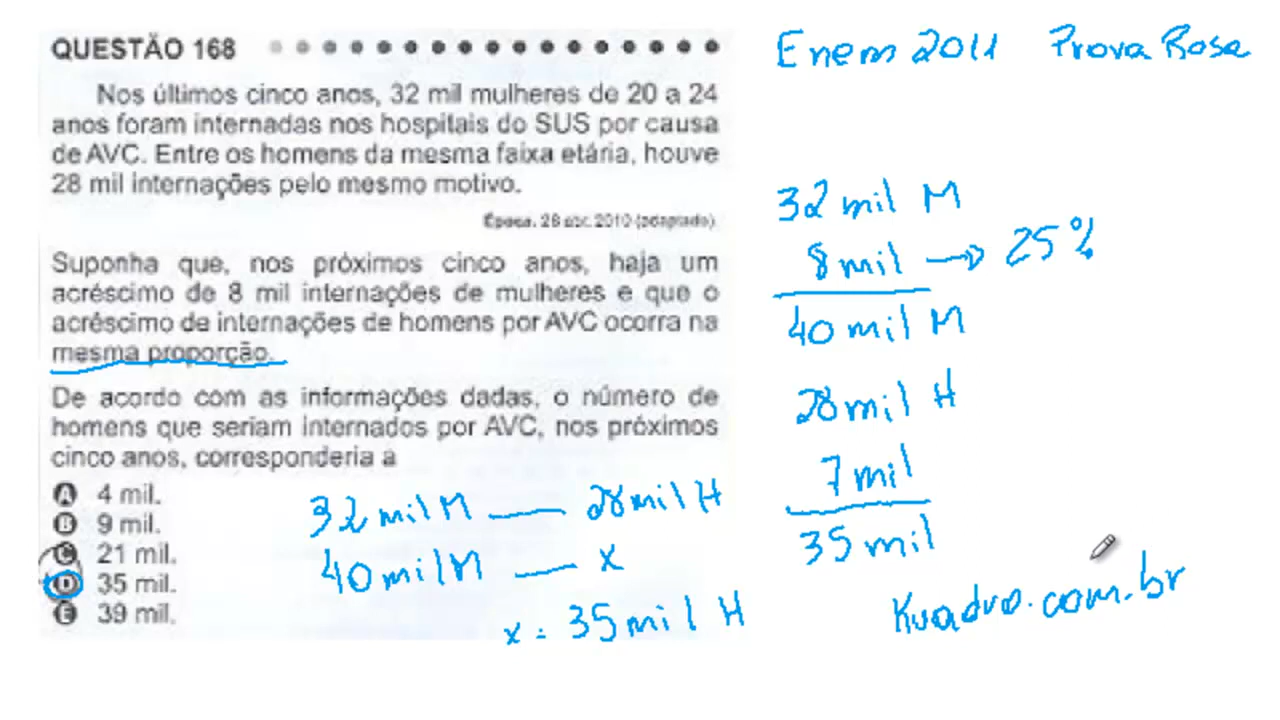 QUESTÃO 168
Nos últimos cinco anos, 32 mil mulheres de 20 a 24
anos foram internadas nos hospitais do SUS por causa
de AVC. Entre os homens da mesma faixa etária, houve
28 mil internações pelo mesmo motivo.
Época. 26 abr. 2010 (adaptado).
Suponha que, nos próximos cinco anos, haja um
acréscimo de 8 mil internações de mulheres e que o
acréscimo de internações de homens por AVC ocorra na
mesma proporção.
De acordo com as informações dadas, o número de
homens que seriam internados por AVC, nos próximos
cinco anos, corresponderia a
A 4 mil.
B 9 mil.
C 21 mil.
D 35 mil.
E 39 mil.
32 mil M — 28 mil H
40 mil M — x
x = 35 mil H
Enem 2011 Prova Rosa
32 mil M
8 mil → 25%
40 mil M
28 mil H
7 mil
35 mil
Kuadro.com.br